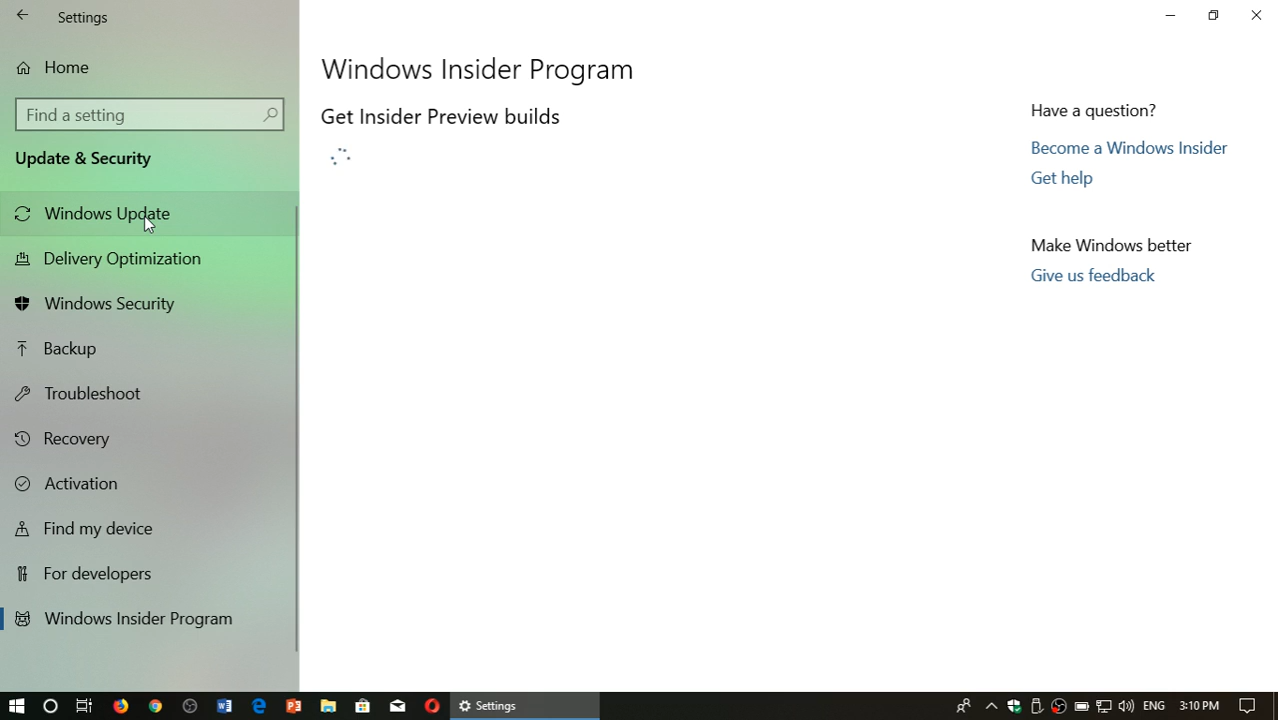 Settings
Home
Find a setting
Update & Security
Windows Update
Delivery Optimization
Windows Security
Backup
Troubleshoot
Recovery
Activation
Find my device
For developers
Windows Insider Program
Windows Insider Program
Get Insider Preview builds
Have a question?
Become a Windows Insider
Get help
Make Windows better
Give us feedback
Settings
ENG
3:10 PM